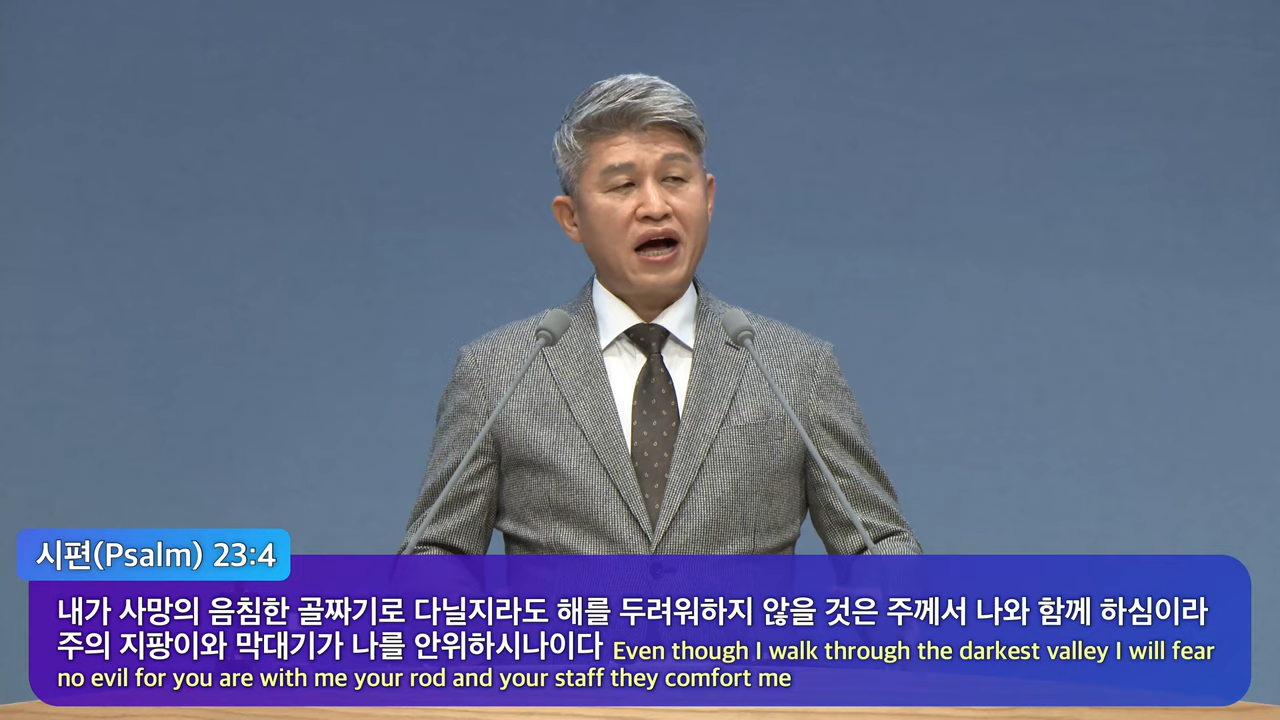 시편(Psalm) 23:4
내가 사망의 음침한 골짜기로 다닐지라도 해를 두려워하지 않을 것은 주께서 나와 함께 하심이라
주의 지팡이와 막대기가 나를 안위하시나이다 Even though I walk through the darkest valley I will fear
no evil for you are with me your rod and your staff they comfort me